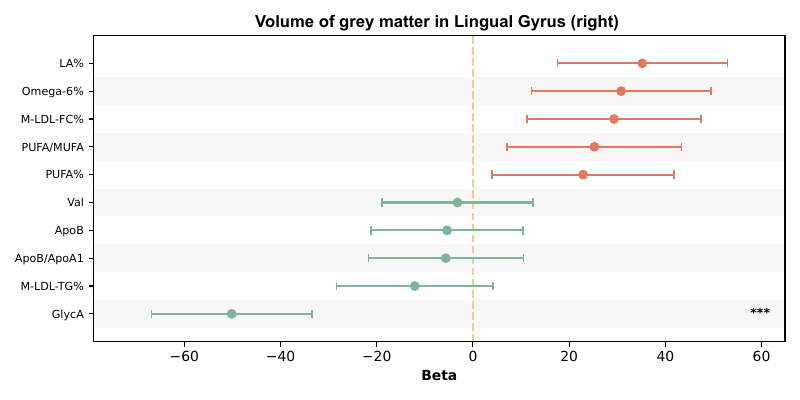 Volume of grey matter in Lingual Gyrus (right)
LA%
Omega-6%
M-LDL-FC%
PUFA/MUFA
PUFA%
Val
ApoB
ApoB/ApoA1
M-LDL-TG%
GlycA ***
−60 −40 −20 0 20 40 60
Beta